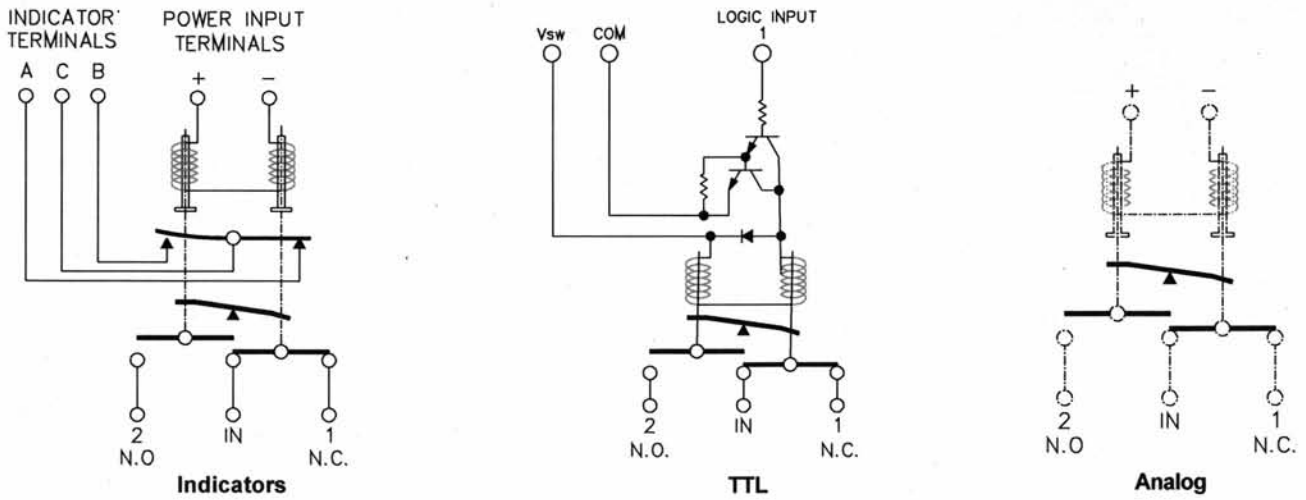 INDICATOR TERMINALS
A C B
POWER INPUT TERMINALS
+ −
2 N.O
IN
1 N.C.
Indicators
Vsw
COM
LOGIC INPUT
1
2 N.O.
IN
1 N.C.
TTL
+ −
2 N.O.
IN
1 N.C.
Analog